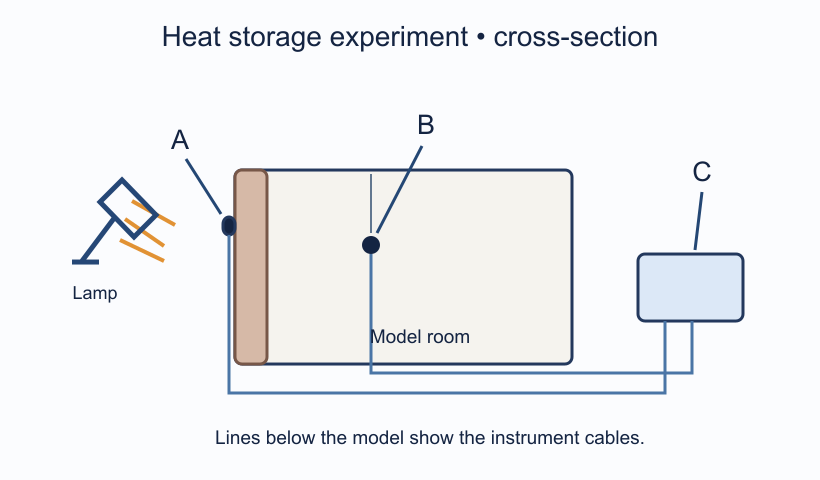 Heat storage experiment • cross-section
A
B
C
Lamp
Model room
Lines below the model show the instrument cables.